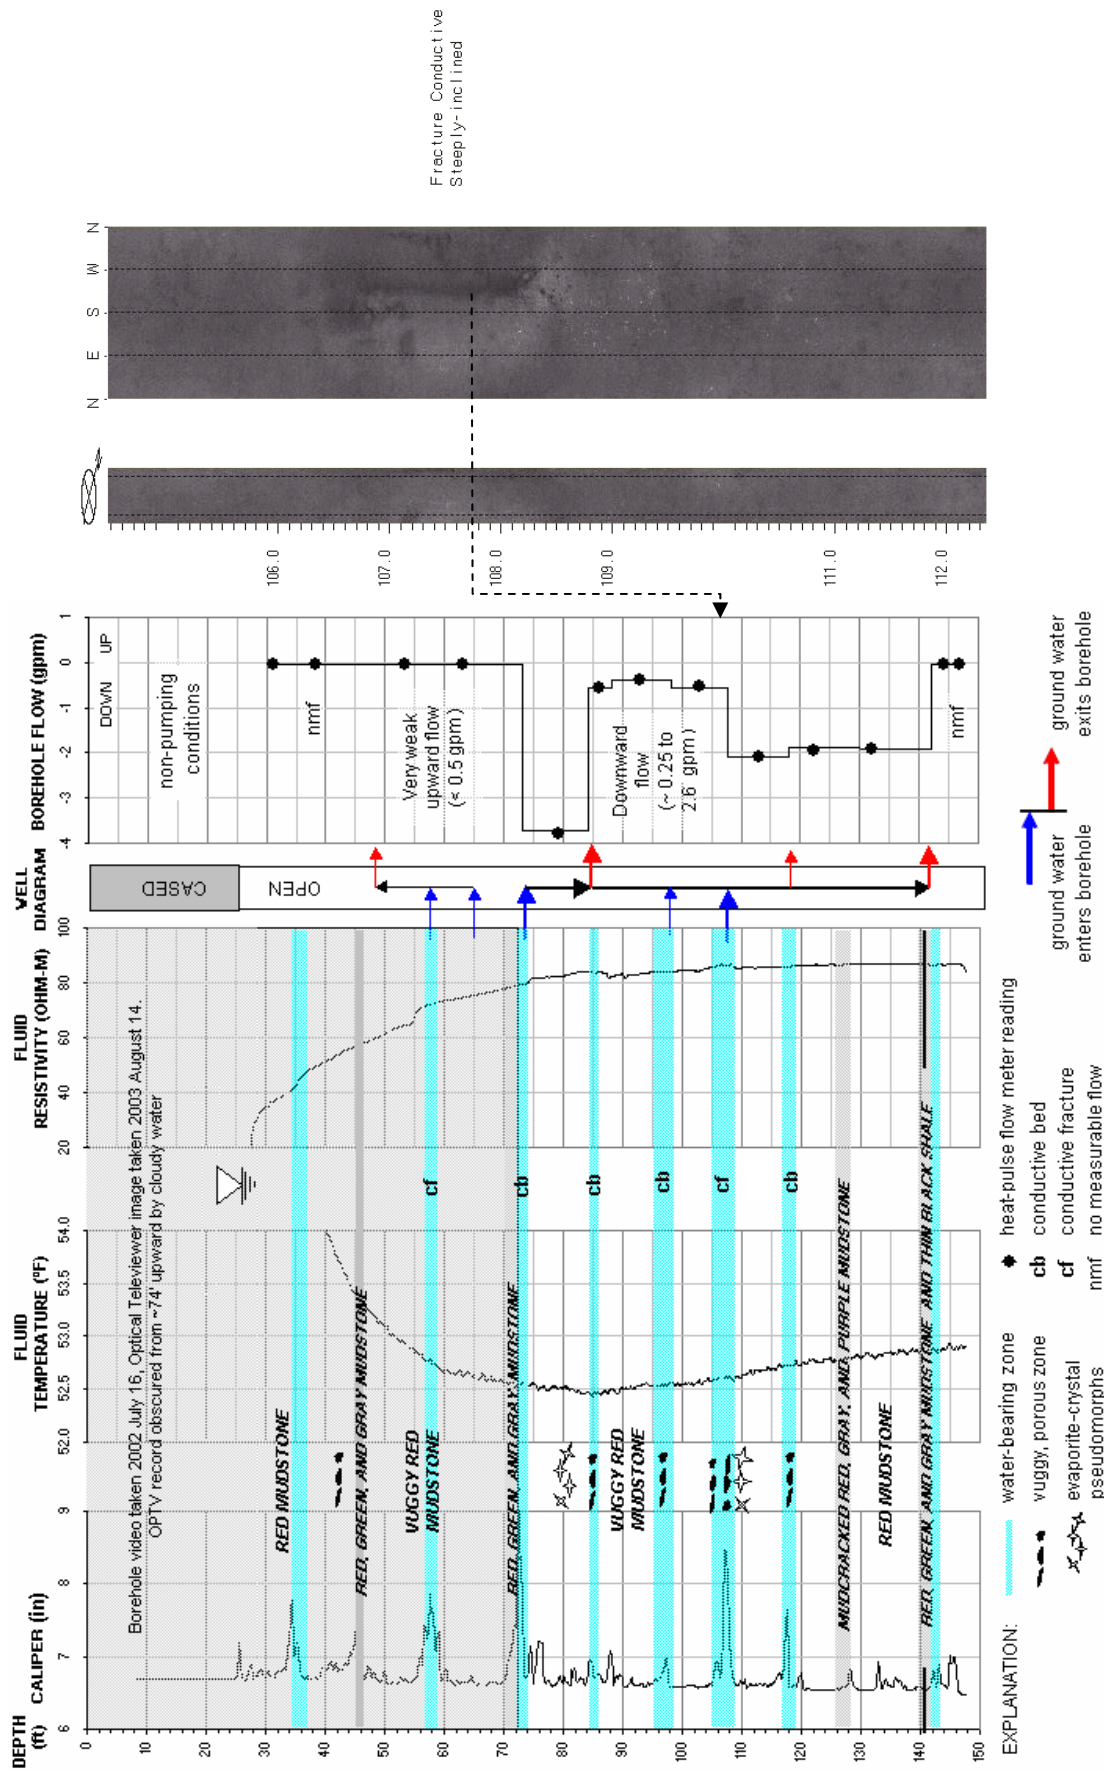 Fracture Conductive
Steeply-inclined
N E S W N
106.0
107.0
108.0
109.0
111.0
112.0
DEPTH
(ft)
CALIPER (in)
FLUID
TEMPERATURE (ºF)
FLUID
RESISTIVITY (OHM-M)
WELL
DIAGRAM
BOREHOLE FLOW (gpm)
6 7 8 9
52.0 52.5 53.0 53.5 54.0
20 40 60 80 100
-4 -3 -2 -1 0 1
DOWN UP
0
10
20
30
40
50
60
70
80
90
100
110
120
130
140
150
Borehole video taken 2002 July 16, Optical Televiewer image taken 2003 August 14.
OPTV record obscured from ~74' upward by cloudy water
CASED
OPEN
non-pumping
conditions
nmf
Very weak
upward flow
(< 0.5 gpm)
Downward
flow
(~ 0.25 to
2.6 gpm)
nmf
RED MUDSTONE
RED, GREEN, AND GRAY MUDSTONE
VUGGY RED
MUDSTONE
RED, GREEN, AND GRAY, MUDSTONE
VUGGY RED
MUDSTONE
MUDCRACKED RED, GRAY, AND, PURPLE MUDSTONE
RED MUDSTONE
RED, GREEN, AND GRAY MUDSTONE AND THIN BLACK SHALE
cf
cb
cb
cb
cf
cb
EXPLANATION:
water-bearing zone
vuggy, porous zone
evaporite-crystal
pseudomorphs
heat-pulse flow meter reading
cb conductive bed
cf conductive fracture
nmf no measurable flow
ground water
enters borehole
ground water
exits borehole